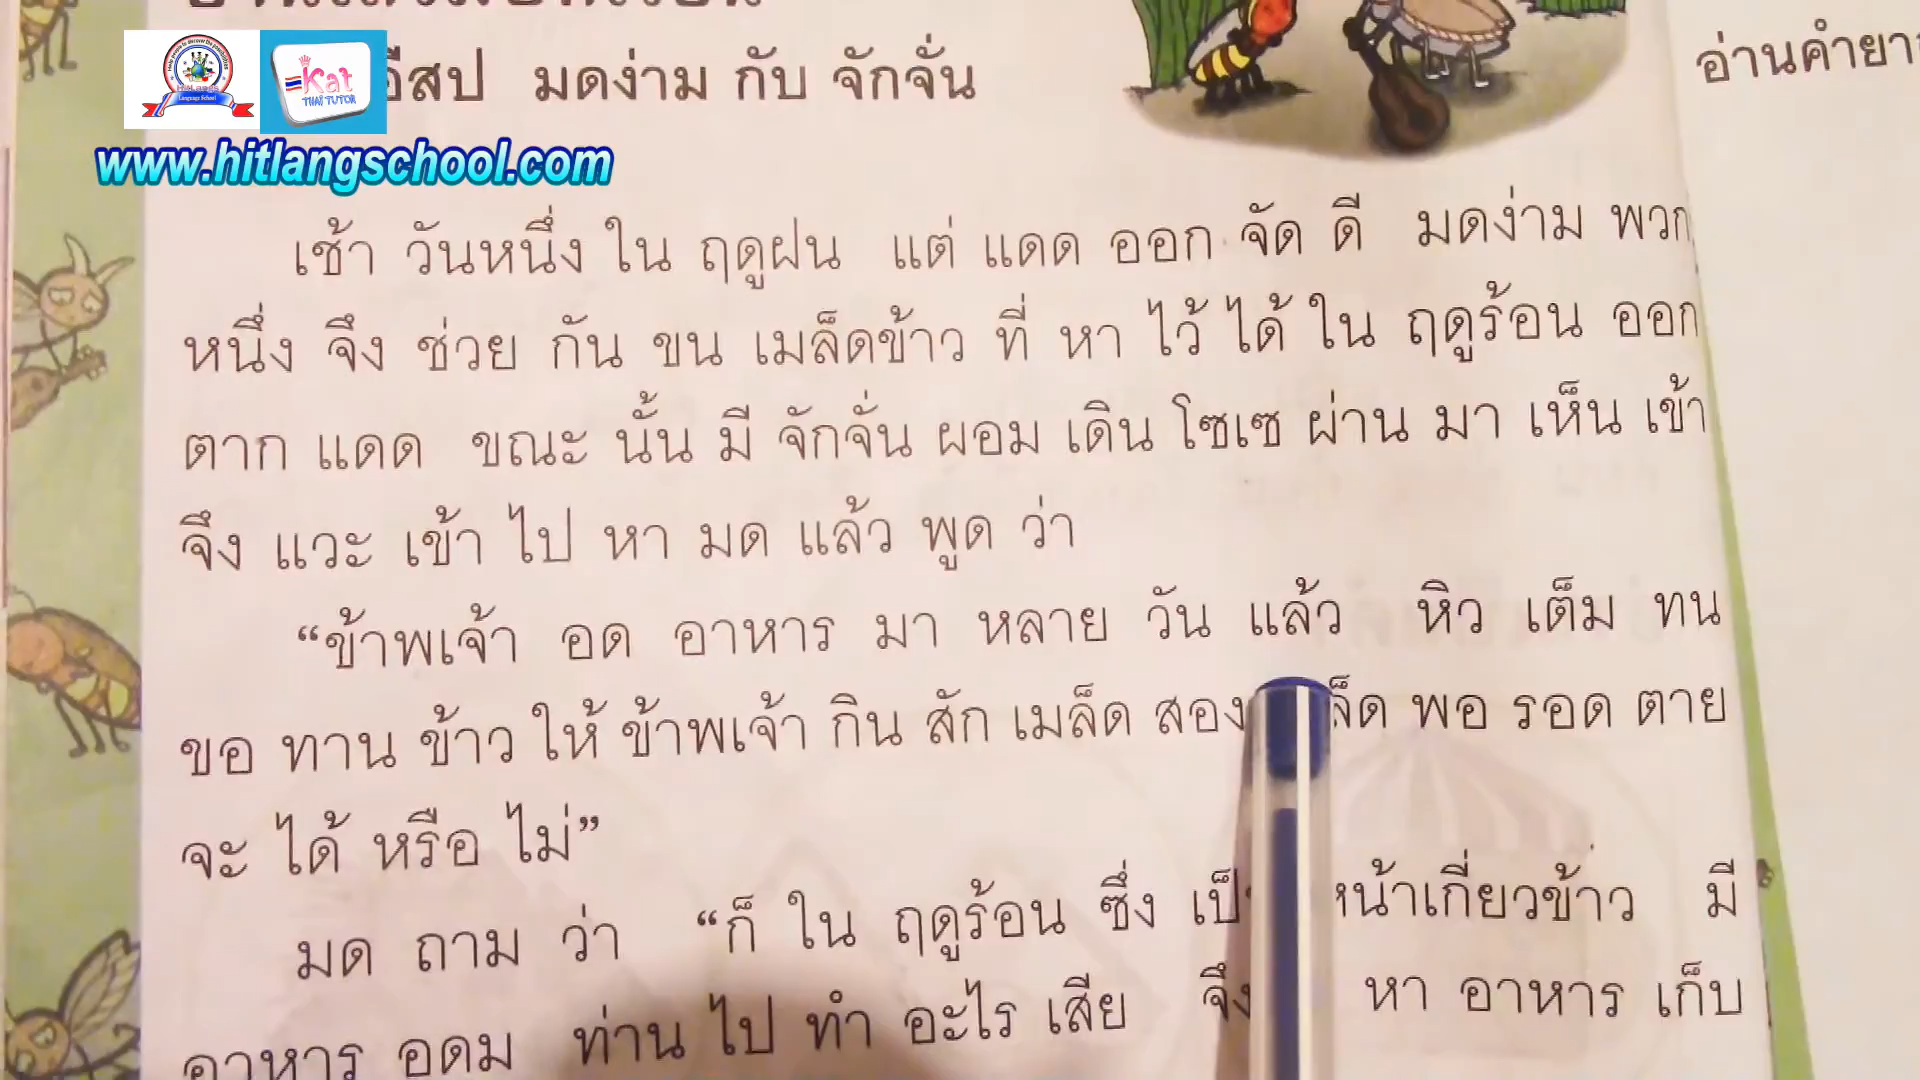 อีสป มดง่าม กับ จักจั่น
อ่านคำยา
Kat
THAI TUTOR
Language School
www.hitlangschool.com
เช้า วันหนึ่ง ใน ฤดูฝน แต่ แดด ออก จัด ดี มดง่าม พวก
หนึ่ง จึง ช่วย กัน ขน เมล็ดข้าว ที่ หา ไว้ ได้ ใน ฤดูร้อน ออก
ตาก แดด ขณะ นั้น มี จักจั่น ผอม เดิน โซเซ ผ่าน มา เห็น เข้า
จึง แวะ เข้า ไป หา มด แล้ว พูด ว่า
“ข้าพเจ้า อด อาหาร มา หลาย วัน แล้ว หิว เต็ม ทน
ขอ ทาน ข้าว ให้ ข้าพเจ้า กิน สัก เมล็ด สอง ล็ด พอ รอด ตาย
จะ ได้ หรือ ไม่”
มด ถาม ว่า “ก็ ใน ฤดูร้อน ซึ่ง เป็ หน้าเกี่ยวข้าว มี
อาหาร อุดม ท่าน ไป ทำ อะไร เสีย จึง หา อาหาร เก็บ